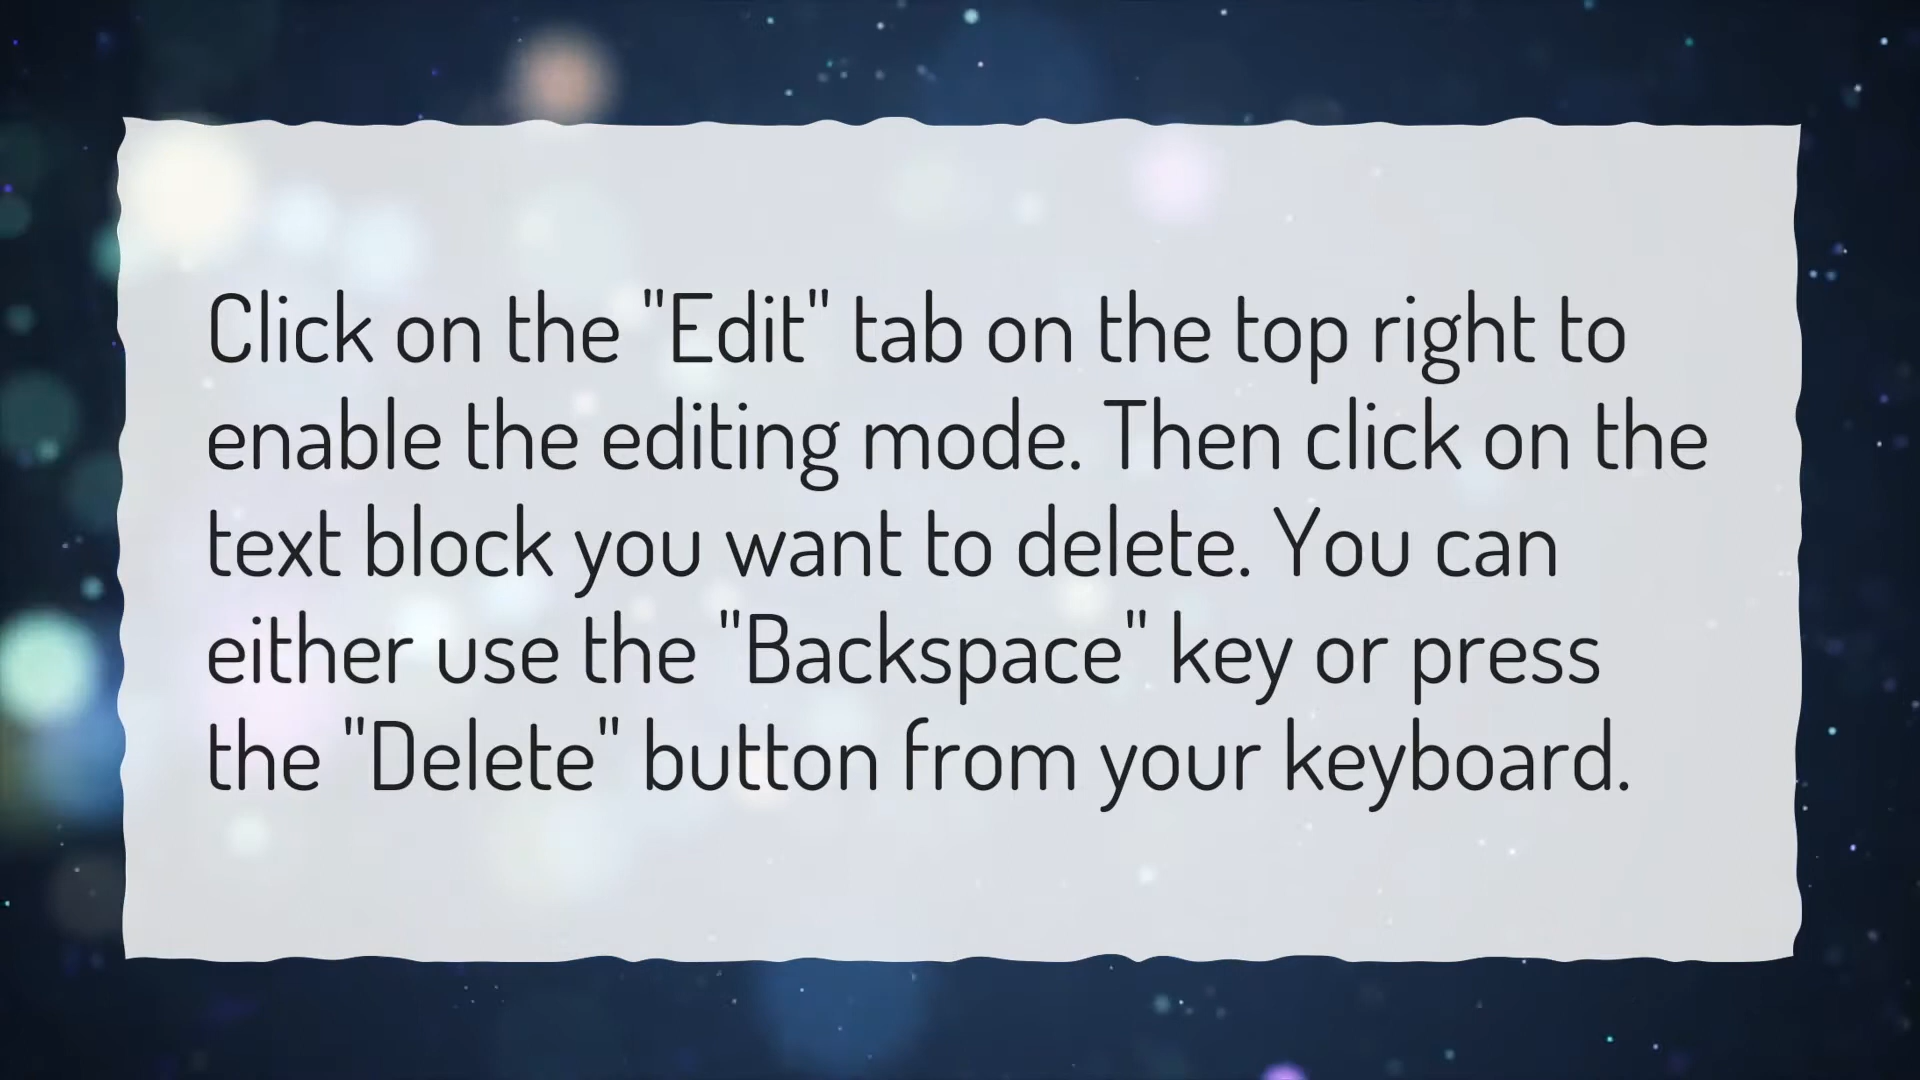 Click on the "Edit" tab on the top right to
enable the editing mode. Then click on the
text block you want to delete. You can
either use the "Backspace" key or press
the "Delete" button from your keyboard.